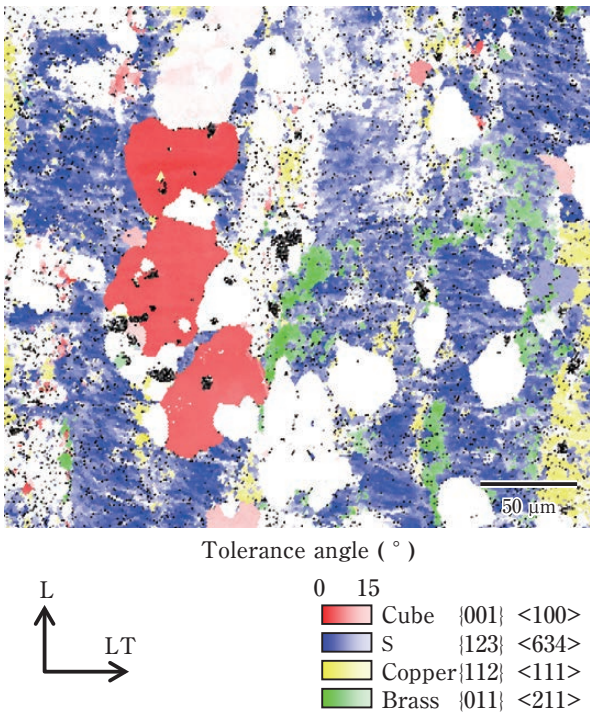 50 μm
Tolerance angle ( ° )
L
LT
0 15
Cube {001} <100>
S {123} <634>
Copper {112} <111>
Brass {011} <211>